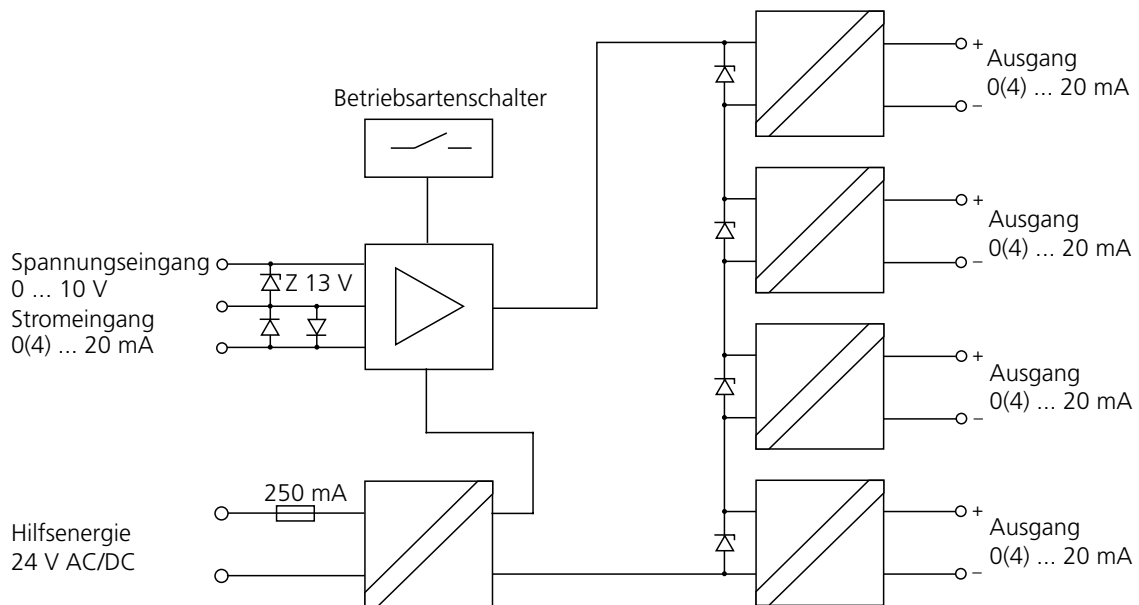 Betriebsartenschalter
Spannungseingang
0 ... 10 V
Z 13 V
Stromeingang
0(4) ... 20 mA
250 mA
Hilfsenergie
24 V AC/DC
+
Ausgang
0(4) ... 20 mA
–
+
Ausgang
0(4) ... 20 mA
–
+
Ausgang
0(4) ... 20 mA
–
+
Ausgang
0(4) ... 20 mA
–